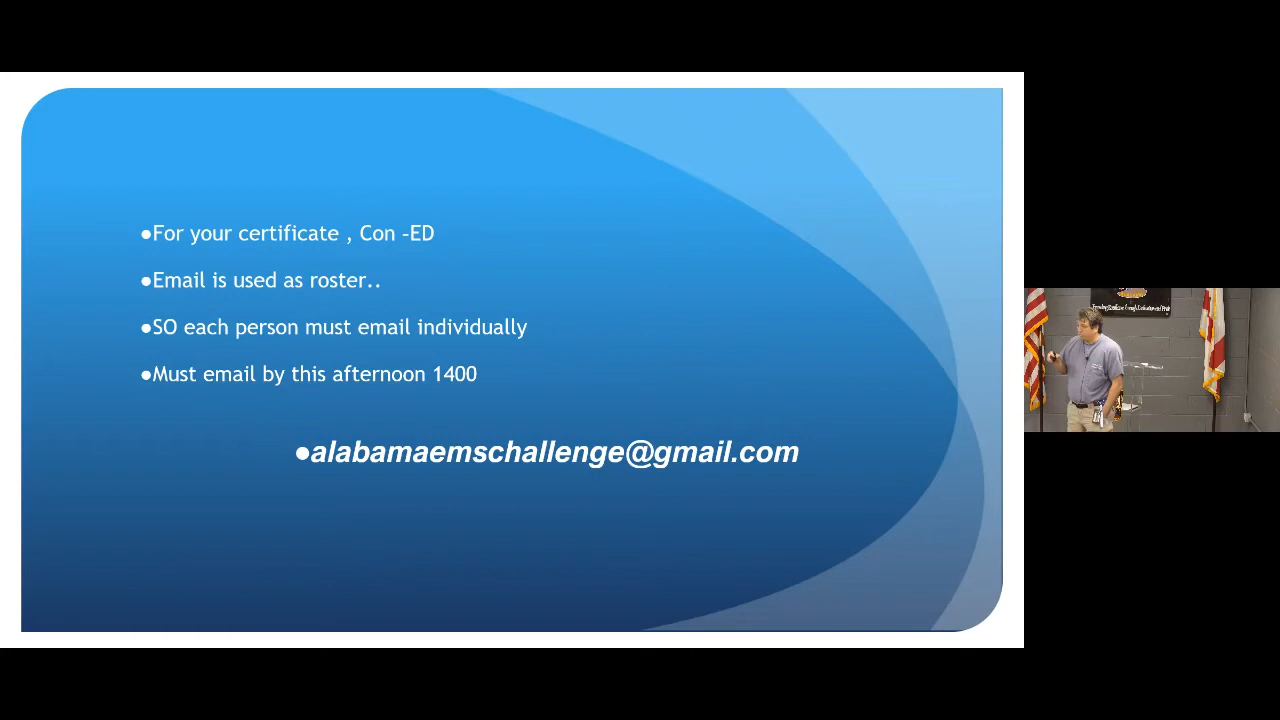 ●For your certificate , Con -ED
●Email is used as roster..
●SO each person must email individually
●Must email by this afternoon 1400
●alabamaemschallenge@gmail.com